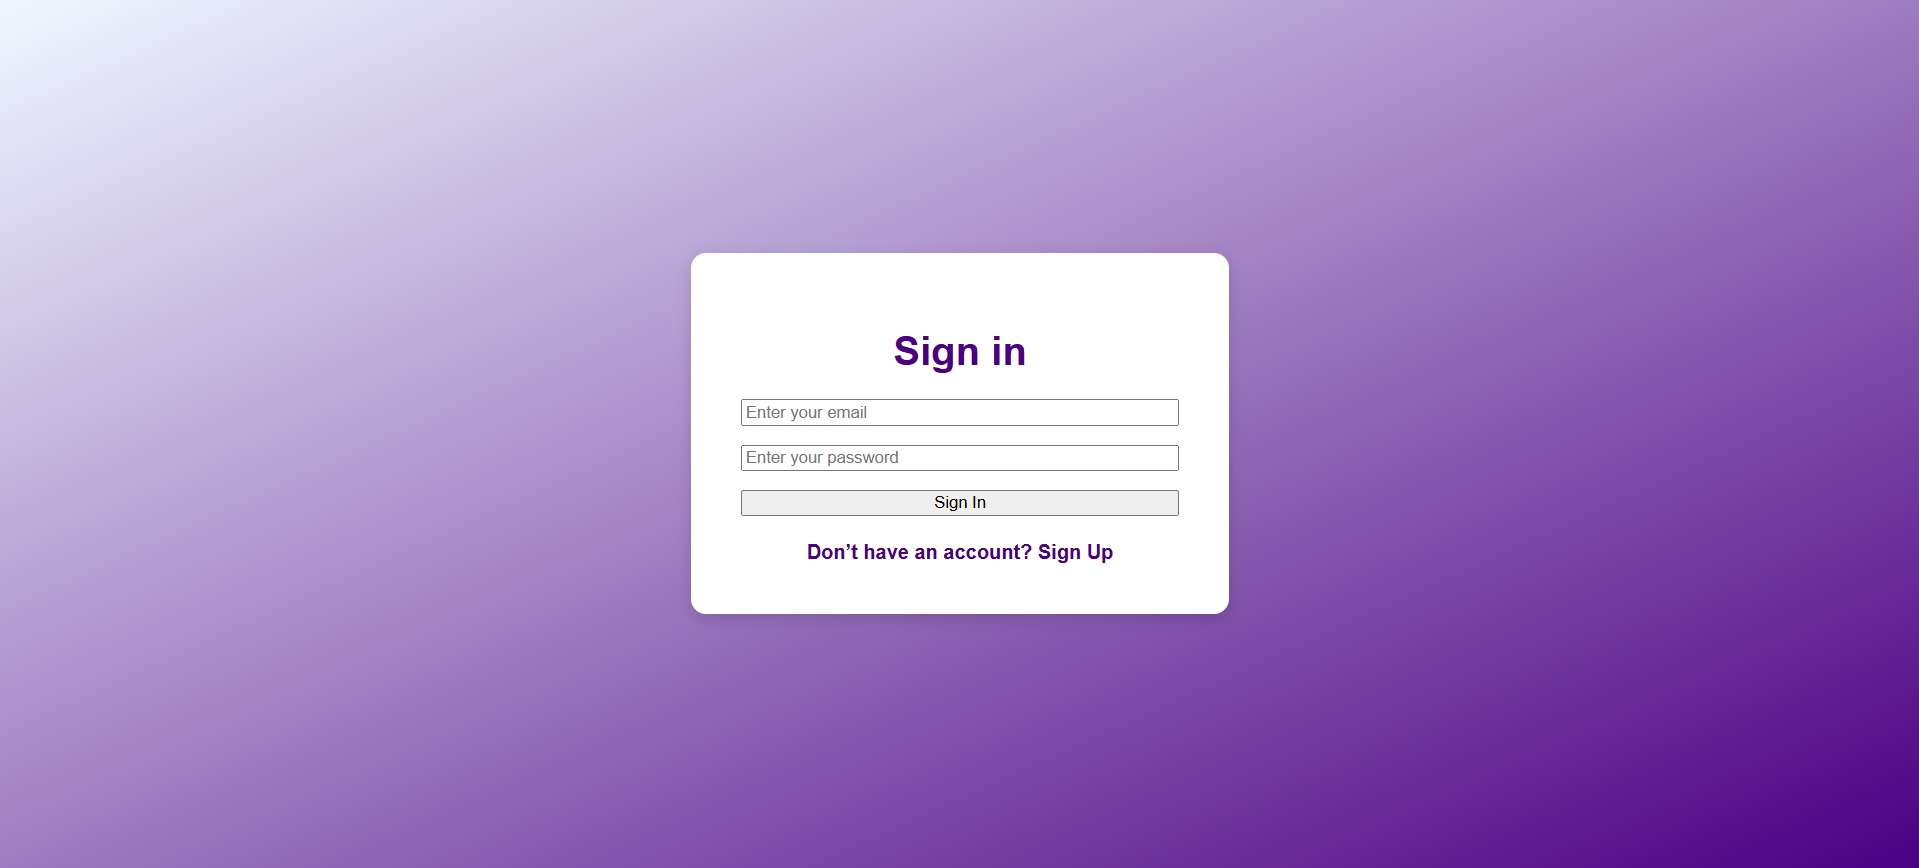 Sign in
Enter your email
Enter your password
Sign In
Don’t have an account? Sign Up